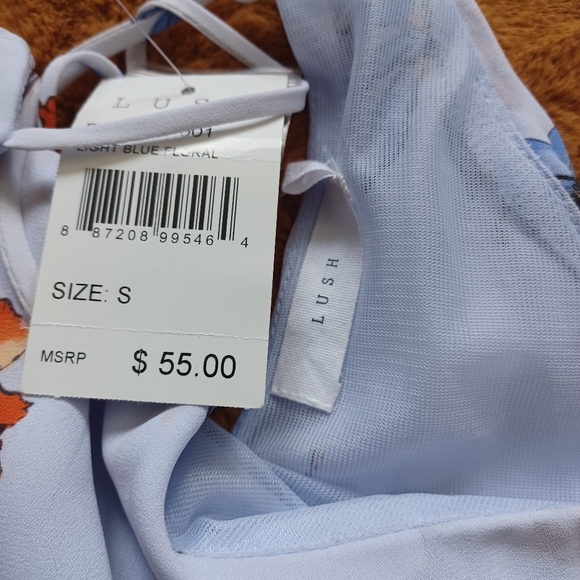 LUS
LIGHT BLUE FLORAL
8 87208 99546 4
SIZE: S
MSRP $ 55.00
LUSH